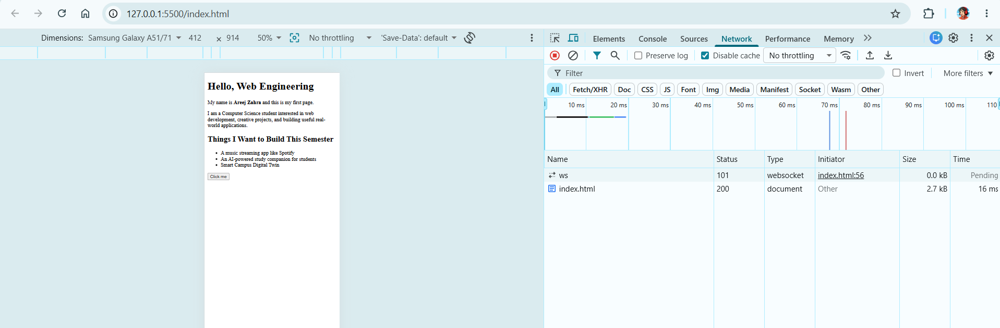 127.0.0.1:5500/index.html
Dimensions: Samsung Galaxy A51/71 412 × 914 50% No throttling 'Save-Data': default
Elements Console Sources Network Performance Memory
Preserve log Disable cache No throttling
Filter Invert More filters
All Fetch/XHR Doc CSS JS Font Img Media Manifest Socket Wasm Other
10 ms 20 ms 30 ms 40 ms 50 ms 60 ms 70 ms 80 ms 90 ms 100 ms 110
Name Status Type Initiator Size Time
ws 101 websocket index.html:56 0.0 kB Pending
index.html 200 document Other 2.7 kB 16 ms
Hello, Web Engineering
My name is Areej Zahra and this is my first page.
I am a Computer Science student interested in web
development, creative projects, and building useful real-
world applications.
Things I Want to Build This Semester
• A music streaming app like Spotify
• An AI-powered study companion for students
• Smart Campus Digital Twin
Click me